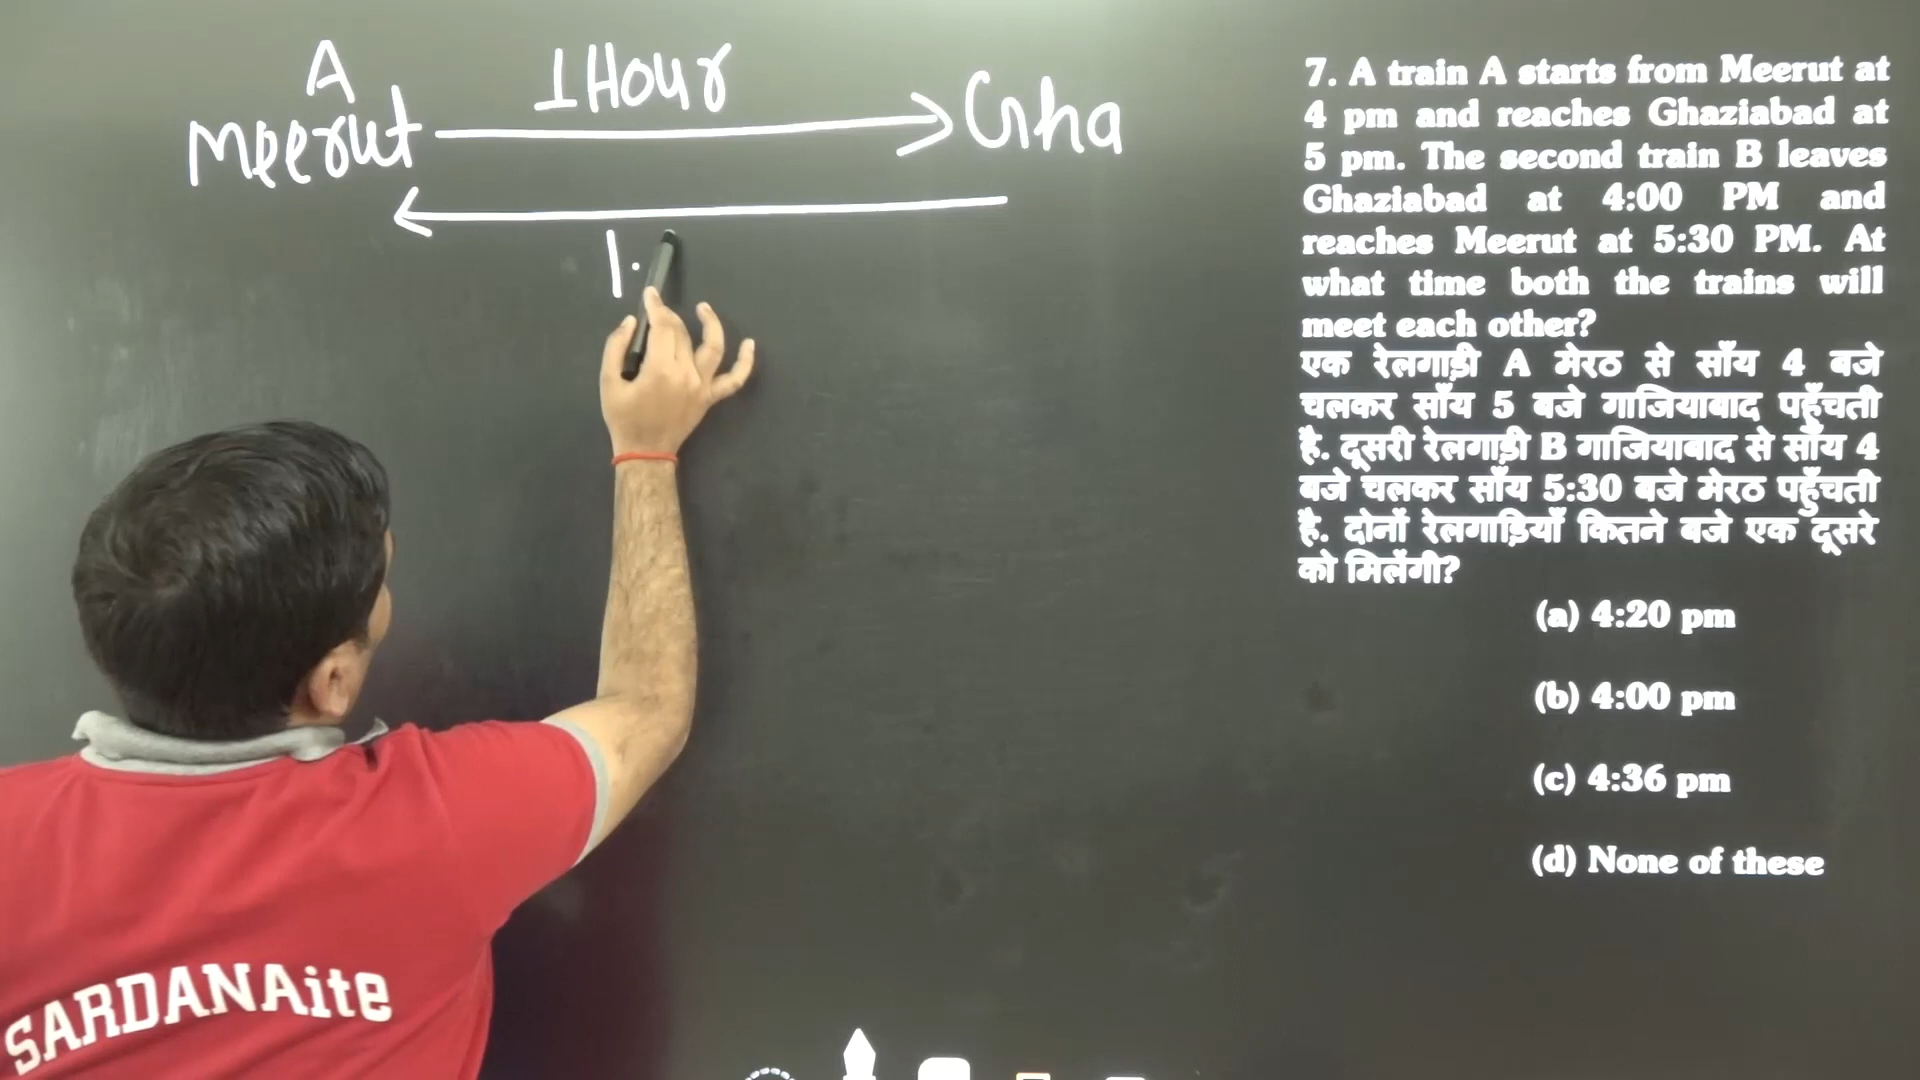 A
1 Hour
Meerut
Gha
1.
7. A train A starts from Meerut at
4 pm and reaches Ghaziabad at
5 pm. The second train B leaves
Ghaziabad at 4:00 PM and
reaches Meerut at 5:30 PM. At
what time both the trains will
meet each other?
एक रेलगाड़ी A मेरठ से साँय 4 बजे
चलकर साँय 5 बजे गाजियाबाद पहुँचती
है. दूसरी रेलगाड़ी B गाजियाबाद से साँय 4
बजे चलकर साँय 5:30 बजे मेरठ पहुँचती
है. दोनों रेलगाड़ियाँ कितने बजे एक दूसरे
को मिलेंगी?
(a) 4:20 pm
(b) 4:00 pm
(c) 4:36 pm
(d) None of these
SARDANAite